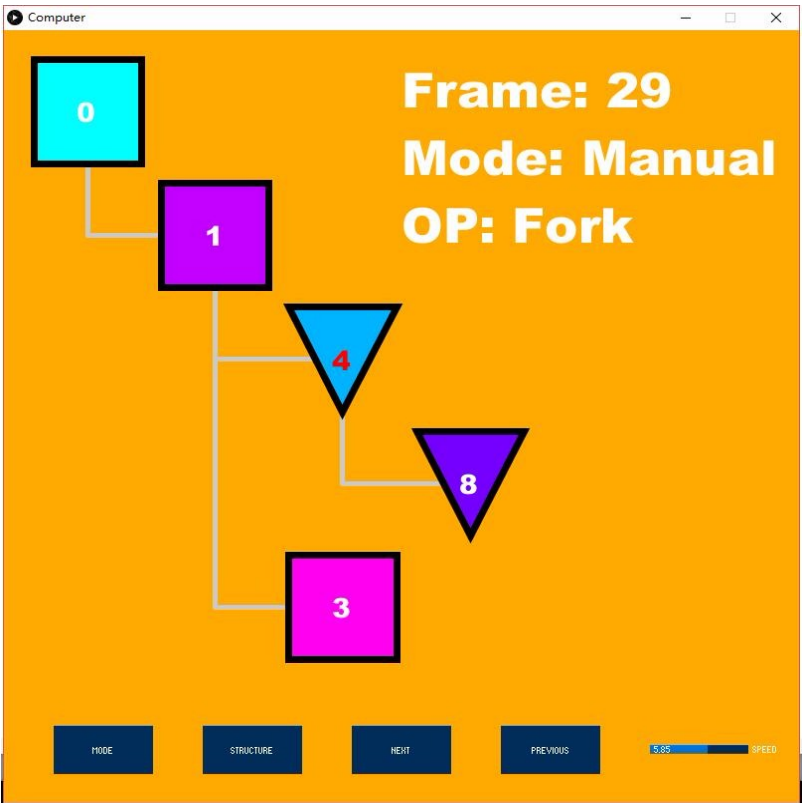 Computer
Frame: 29
Mode: Manual
OP: Fork
0
1
4
8
3
MODE
STRUCTURE
NEXT
PREVIOUS
5.85 SPEED